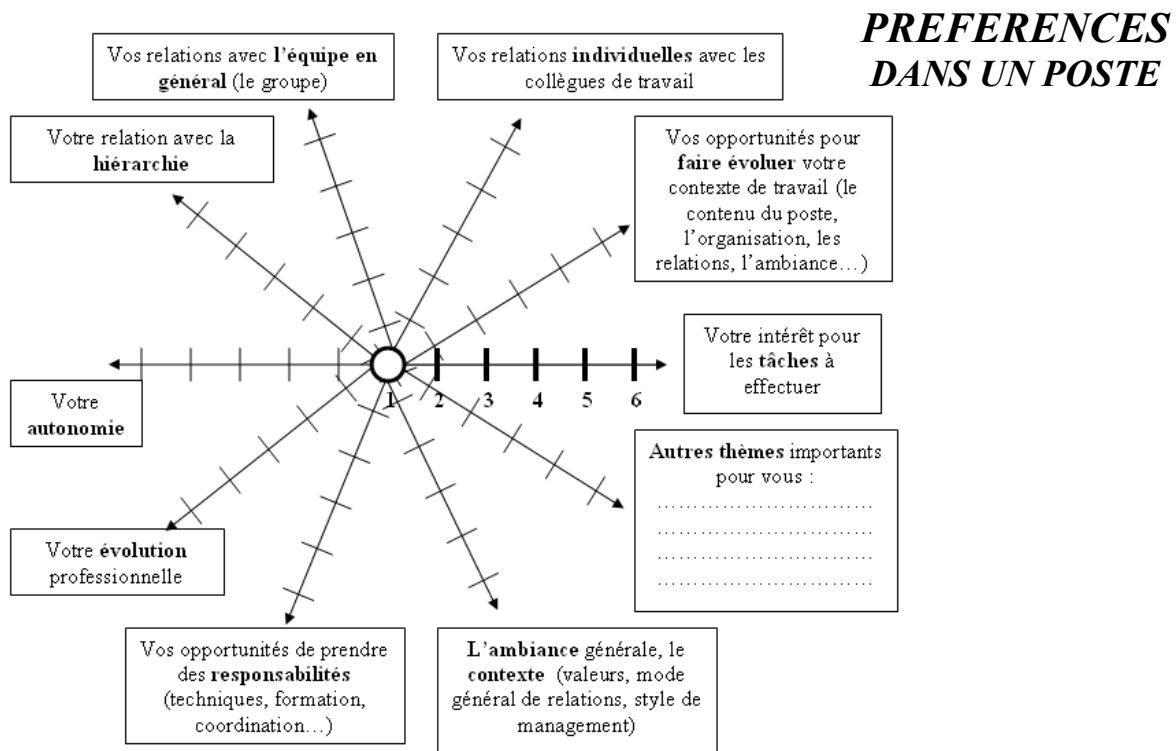 PREFERENCES
DANS UN POSTE
Vos relations avec l'équipe en
général (le groupe)
Vos relations individuelles avec les
collègues de travail
Votre relation avec la
hiérarchie
Vos opportunités pour
faire évoluer votre
contexte de travail (le
contenu du poste,
l'organisation, les
relations, l'ambiance…)
Votre intérêt pour
les tâches à
effectuer
1 2 3 4 5 6
Votre
autonomie
Autres thèmes importants
pour vous :
……………………………
……………………………
……………………………
……………………………
Votre évolution
professionnelle
Vos opportunités de prendre
des responsabilités
(techniques, formation,
coordination…)
L'ambiance générale, le
contexte (valeurs, mode
général de relations, style de
management)